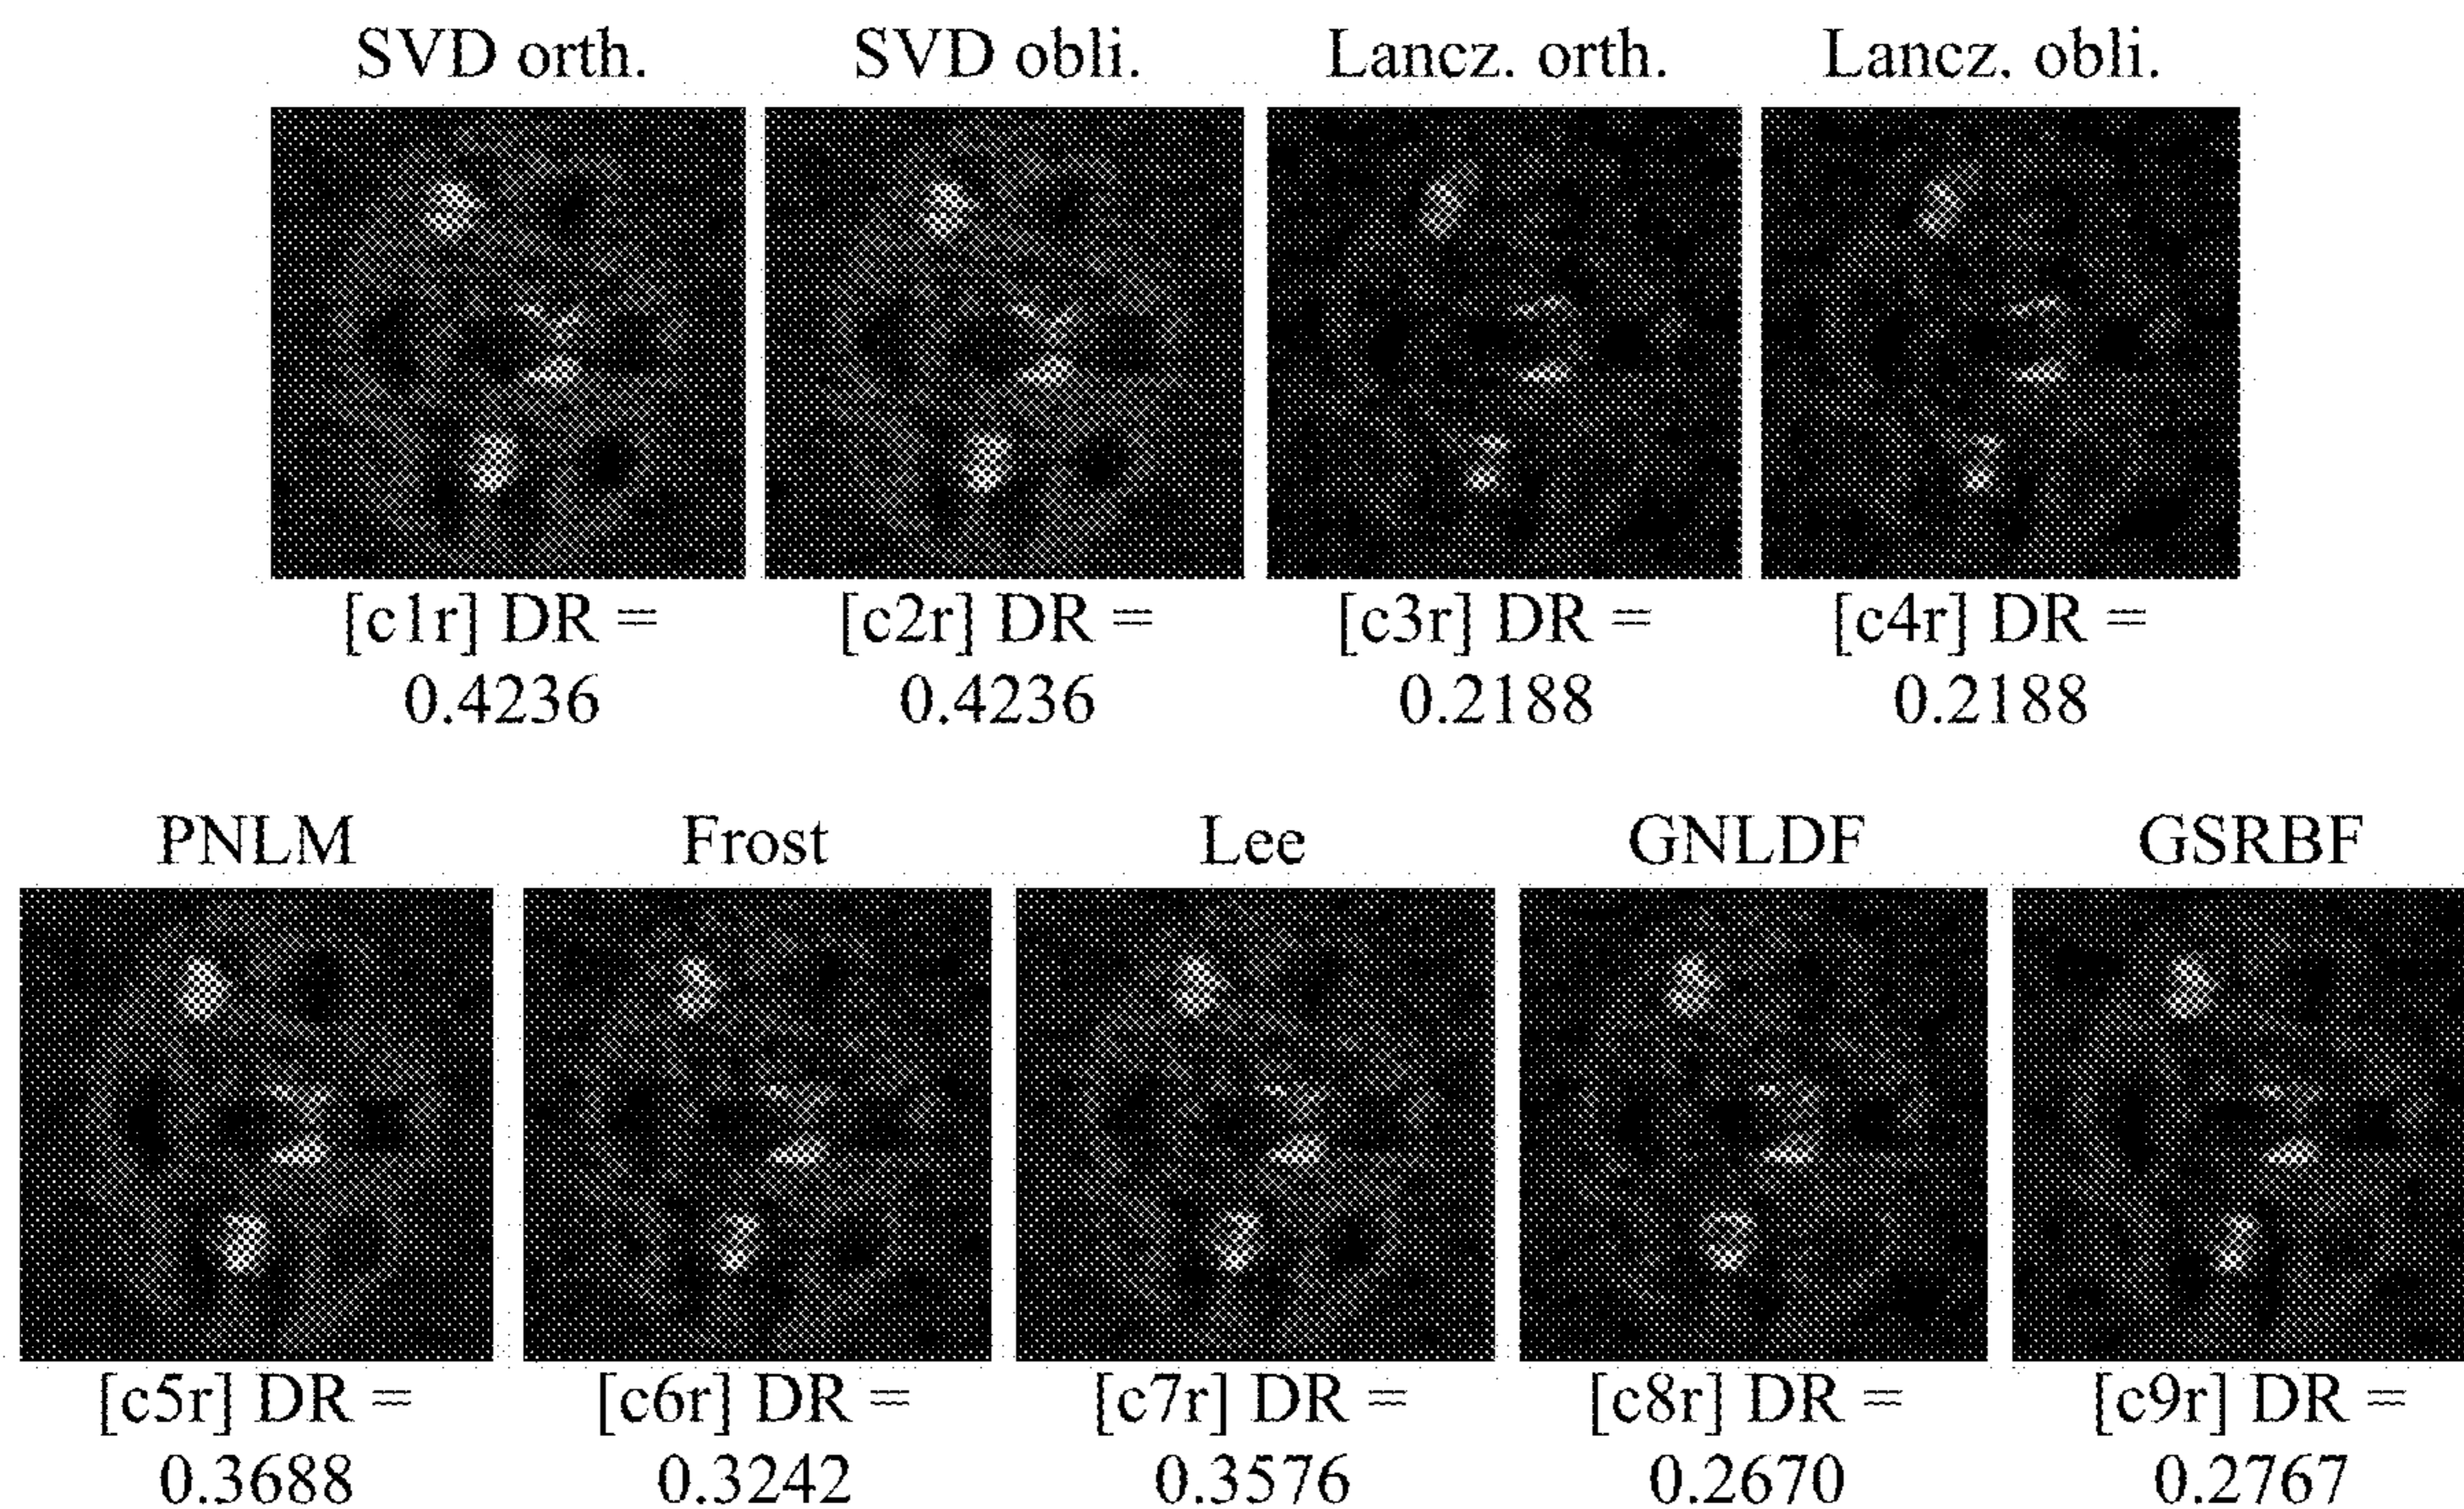 SVD orth. SVD obli. Lancz. orth. Lancz. obli.
[c1r] DR = [c2r] DR = [c3r] DR = [c4r] DR =
0.4236 0.4236 0.2188 0.2188
PNLM Frost Lee GNLDF GSRBF
[c5r] DR = [c6r] DR = [c7r] DR = [c8r] DR = [c9r] DR =
0.3688 0.3242 0.3576 0.2670 0.2767